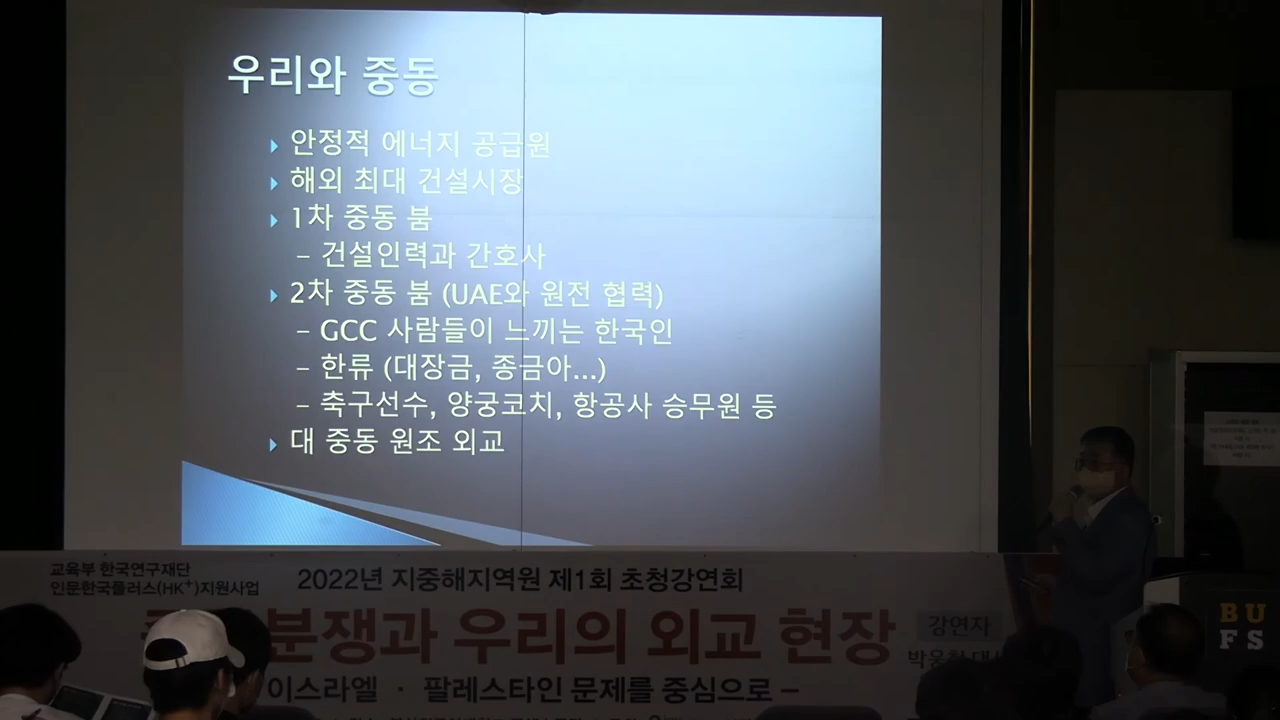 우리와 중동
안정적 에너지 공급원
해외 최대 건설시장
1차 중동 붐
– 건설인력과 간호사
2차 중동 붐 (UAE와 원전 협력)
– GCC 사람들이 느끼는 한국인
– 한류 (대장금, 종금아...)
– 축구선수, 양궁코치, 항공사 승무원 등
대 중동 원조 외교
교육부 한국연구재단
인문한국플러스(HK+)지원사업
2022년 지중해지역원 제1회 초청강연회
분쟁과 우리의 외교 현장
강연자
이스라엘 · 팔레스타인 문제를 중심으로 –
BU
FS